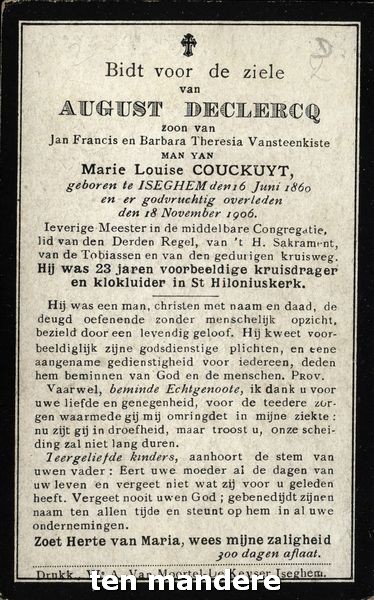 Bidt voor de ziele
van
AUGUST DECLERCQ
zoon van
Jan Francis en Barbara Theresia Vansteenkiste
MAN VAN
Marie Louise COUCKUYT,
geboren te ISEGHEM den 16 Juni 1860
en er godvruchtig overleden
den 18 November 1906.
Ieverige Meester in de middelbare Congregatie,
lid van den Derden Regel, van 't H. Sakrament,
van de Tobiassen en van den gedurigen kruisweg.
Hij was 23 jaren voorbeeldige kruisdrager
en klokluider in St Hiloniuskerk.
Hij was een man, christen met naam en daad, de
deugd oefenende zonder menschelijk opzicht,
bezield door een levendig geloof. Hij kweet voor-
beeldiglijk zijne godsdienstige plichten, en eene
aangename gedienstigheid voor iedereen, deden
hem beminnen van God en de menschen. PROV.
Vaarwel, beminde Echtgenoote, ik dank u voor
uwe liefde en genegenheid, voor de teedere zor-
gen waarmede gij mij omringdet in mijne ziekte:
nu zijt gij in droefheid, maar troost u, onze schei-
ding zal niet lang duren.
Teergeliefde kinders, aanhoort de stem van
uwen vader: Eert uwe moeder al de dagen van
uw leven en vergeet niet wat zij voor u geleden
heeft. Vergeet nooit uwen God; gebenedijdt zijnen
naam ten allen tijde en steunt op hem in al uwe
ondernemingen.
Zoet Herte van Maria, wees mijne zaligheid
300 dagen aflaat.
Drukk. Wt A. Van Moortel-De Keyser Iseghem.
ten mandere